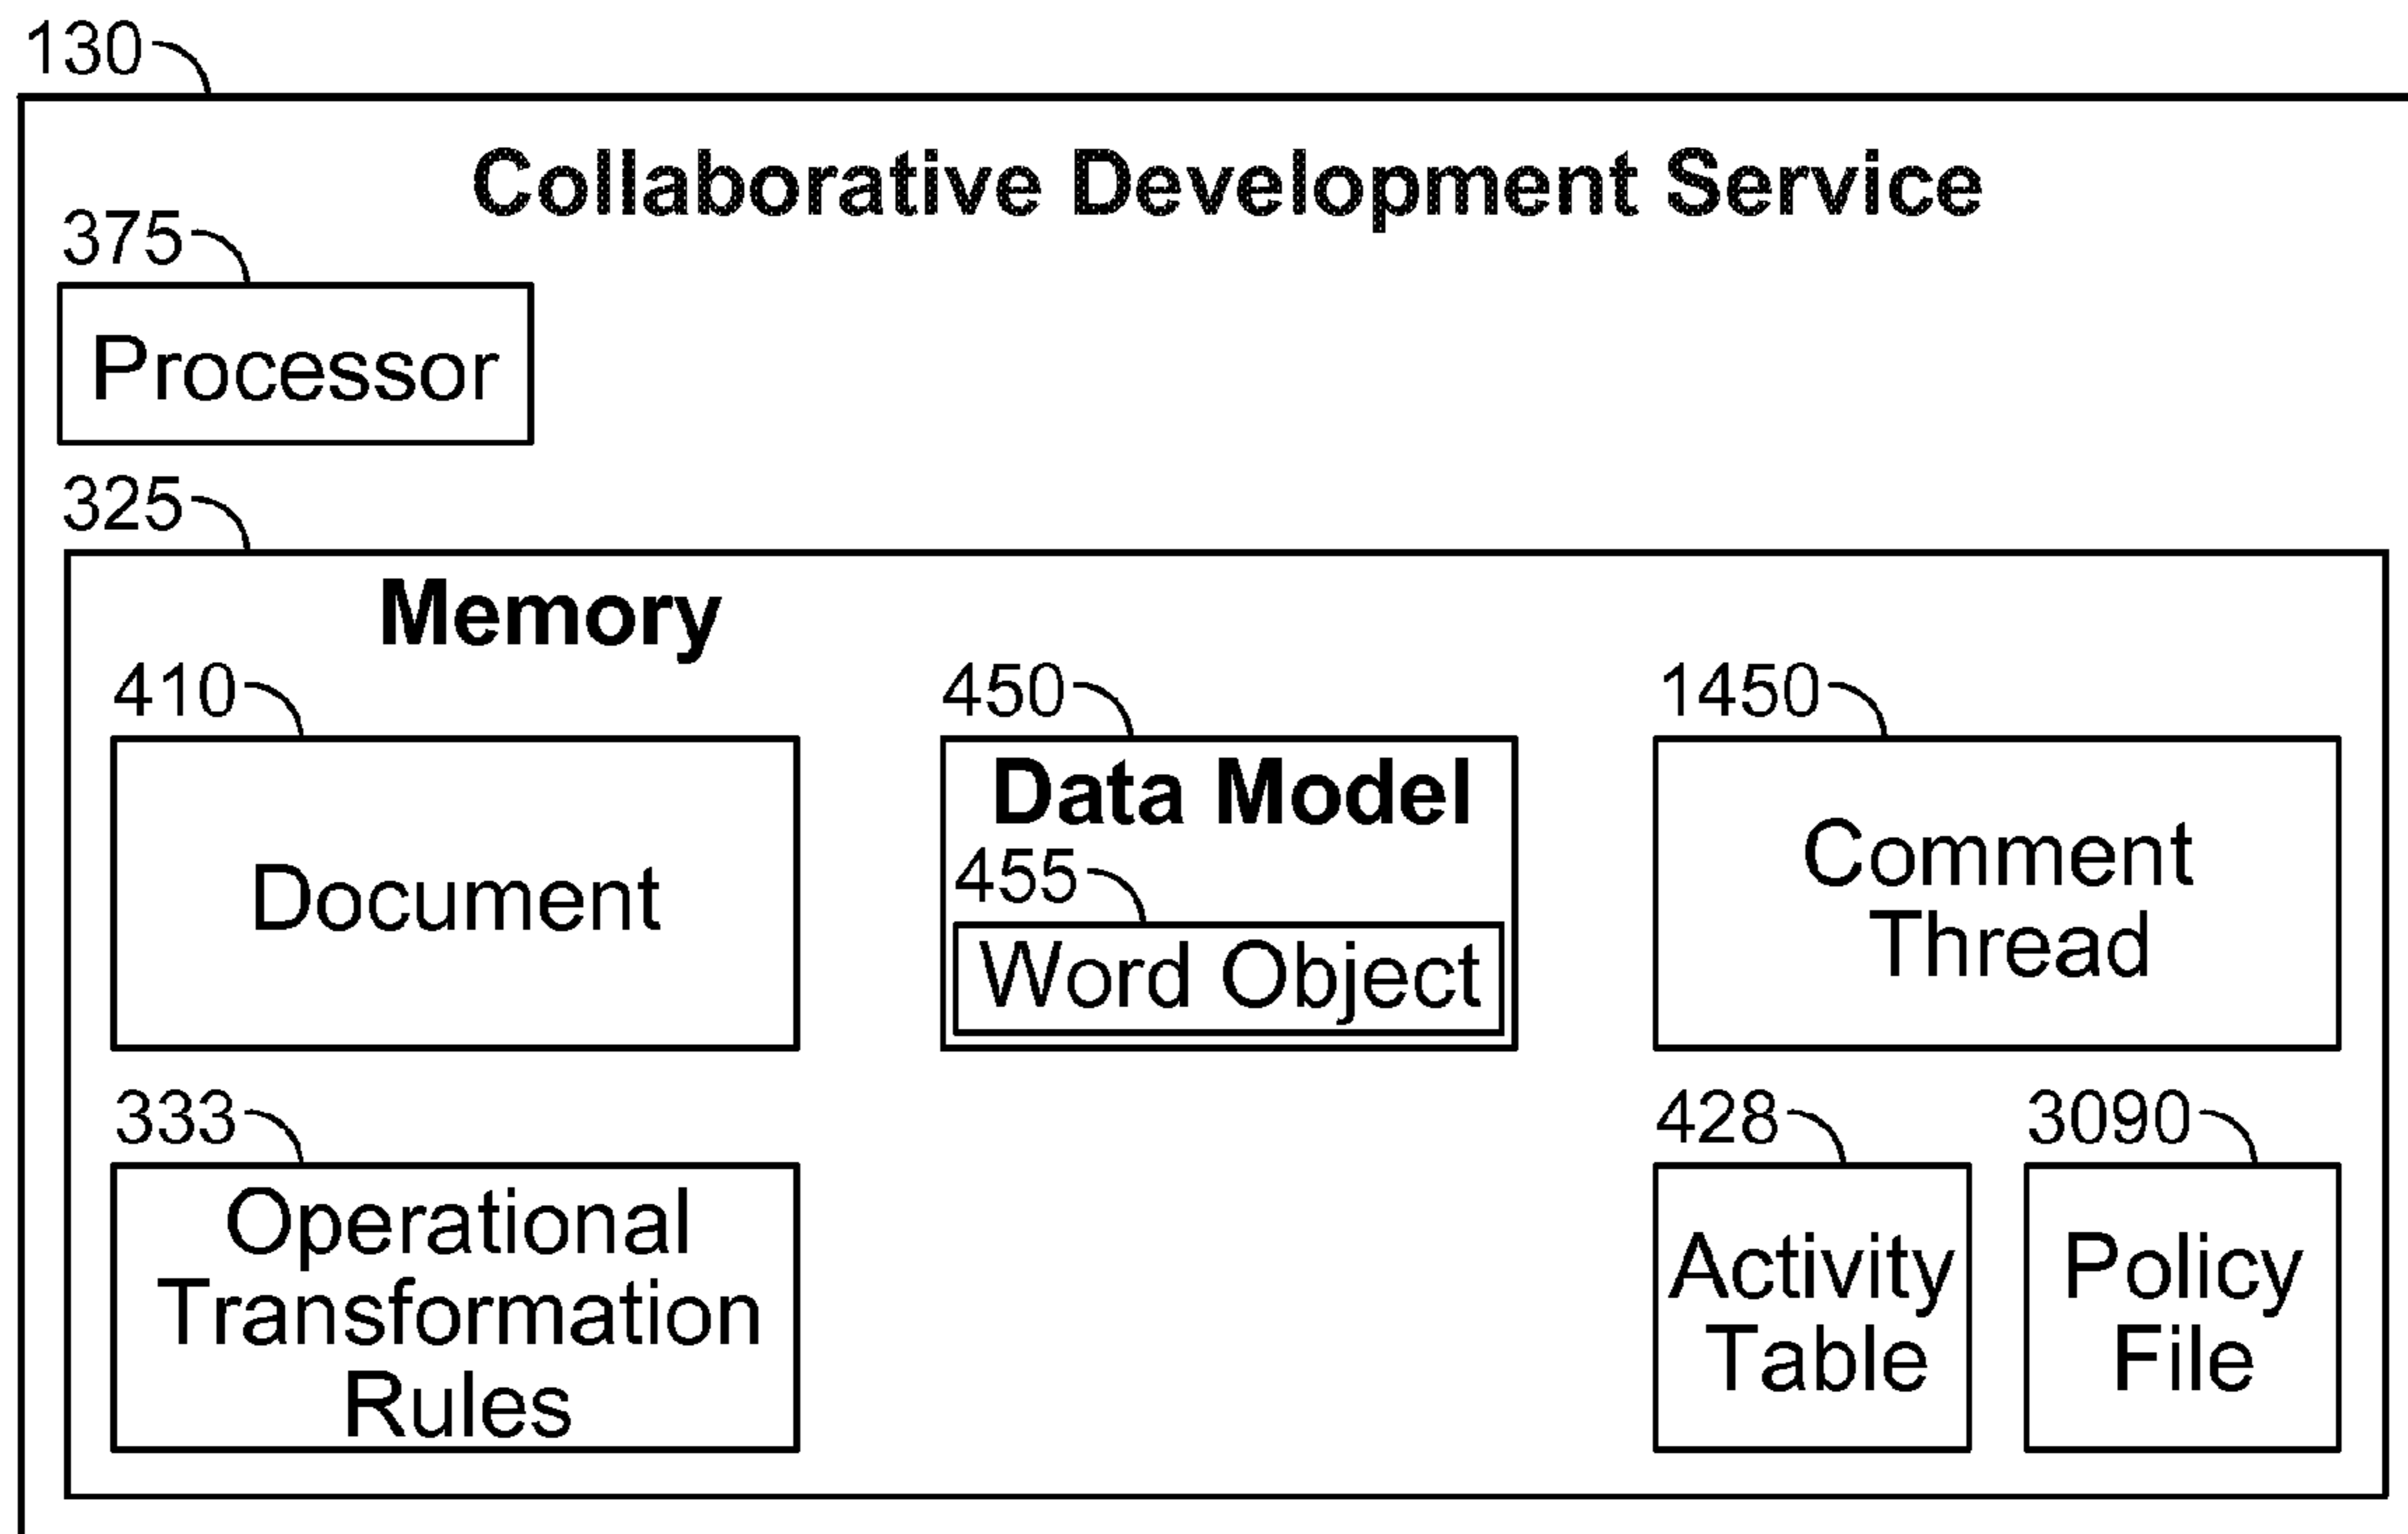 130
Collaborative Development Service
375
Processor
325
Memory
410
Document
450
Data Model
455
Word Object
1450
Comment
Thread
333
Operational
Transformation
Rules
428
Activity
Table
3090
Policy
File